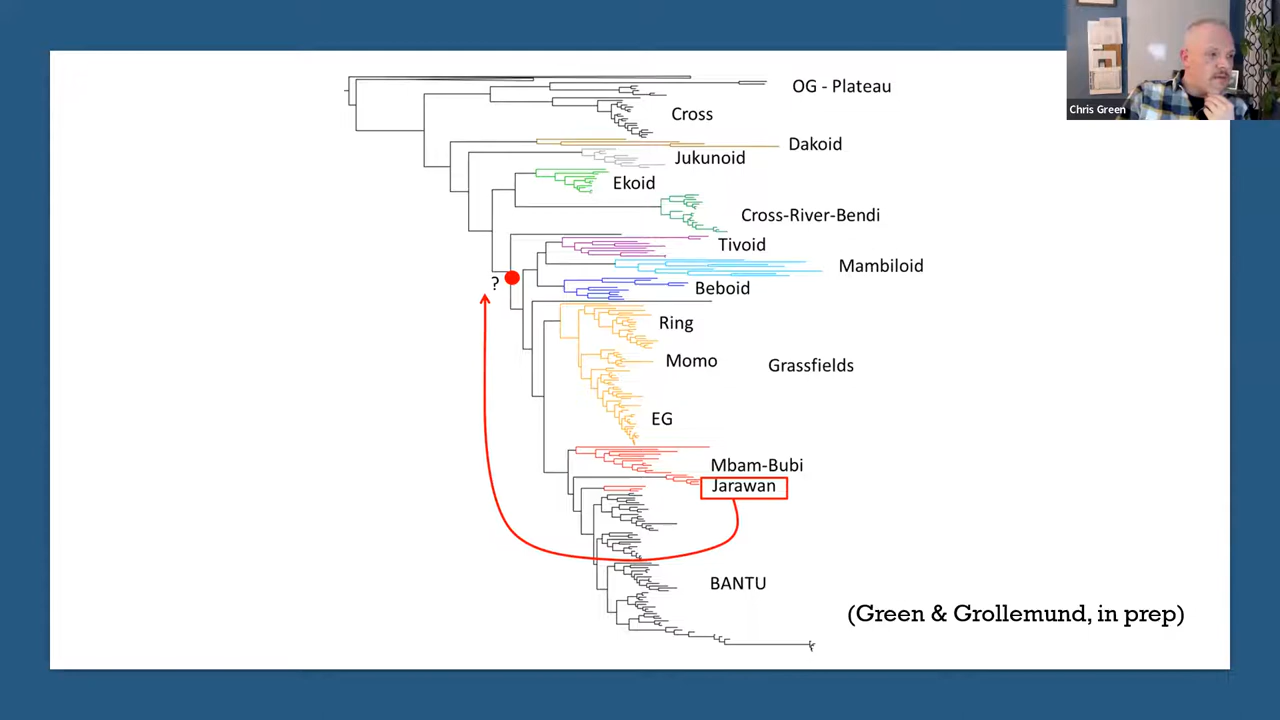 Chris Green
OG - Plateau
Cross
Dakoid
Jukunoid
Ekoid
Cross-River-Bendi
Tivoid
Mambiloid
?
Beboid
Ring
Momo
Grassfields
EG
Mbam-Bubi
Jarawan
BANTU
(Green & Grollemund, in prep)